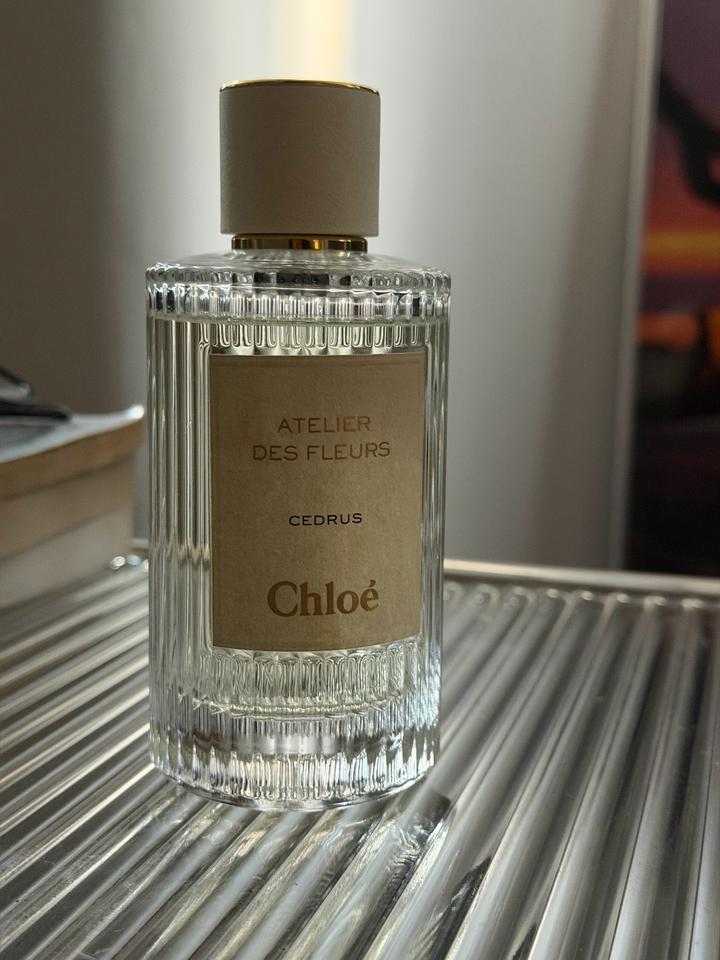 ATELIER
DES FLEURS
CEDRUS
Chloé